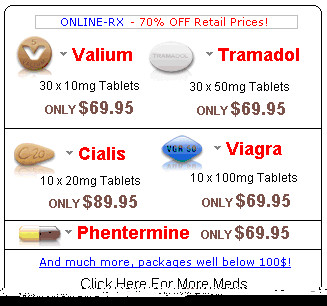 ONLINE-RX - 70% OFF Retail Prices!
Valium
30 x 10mg Tablets
ONLY $69.95
TRAMADOL
Tramadol
30 x 50mg Tablets
ONLY $69.95
Cialis
10 x 20mg Tablets
ONLY $89.95
VGR 50
Viagra
10 x 100mg Tablets
ONLY $69.95
Phentermine ONLY $69.95
And much more, packages well below 100$!
Click Here For More Meds